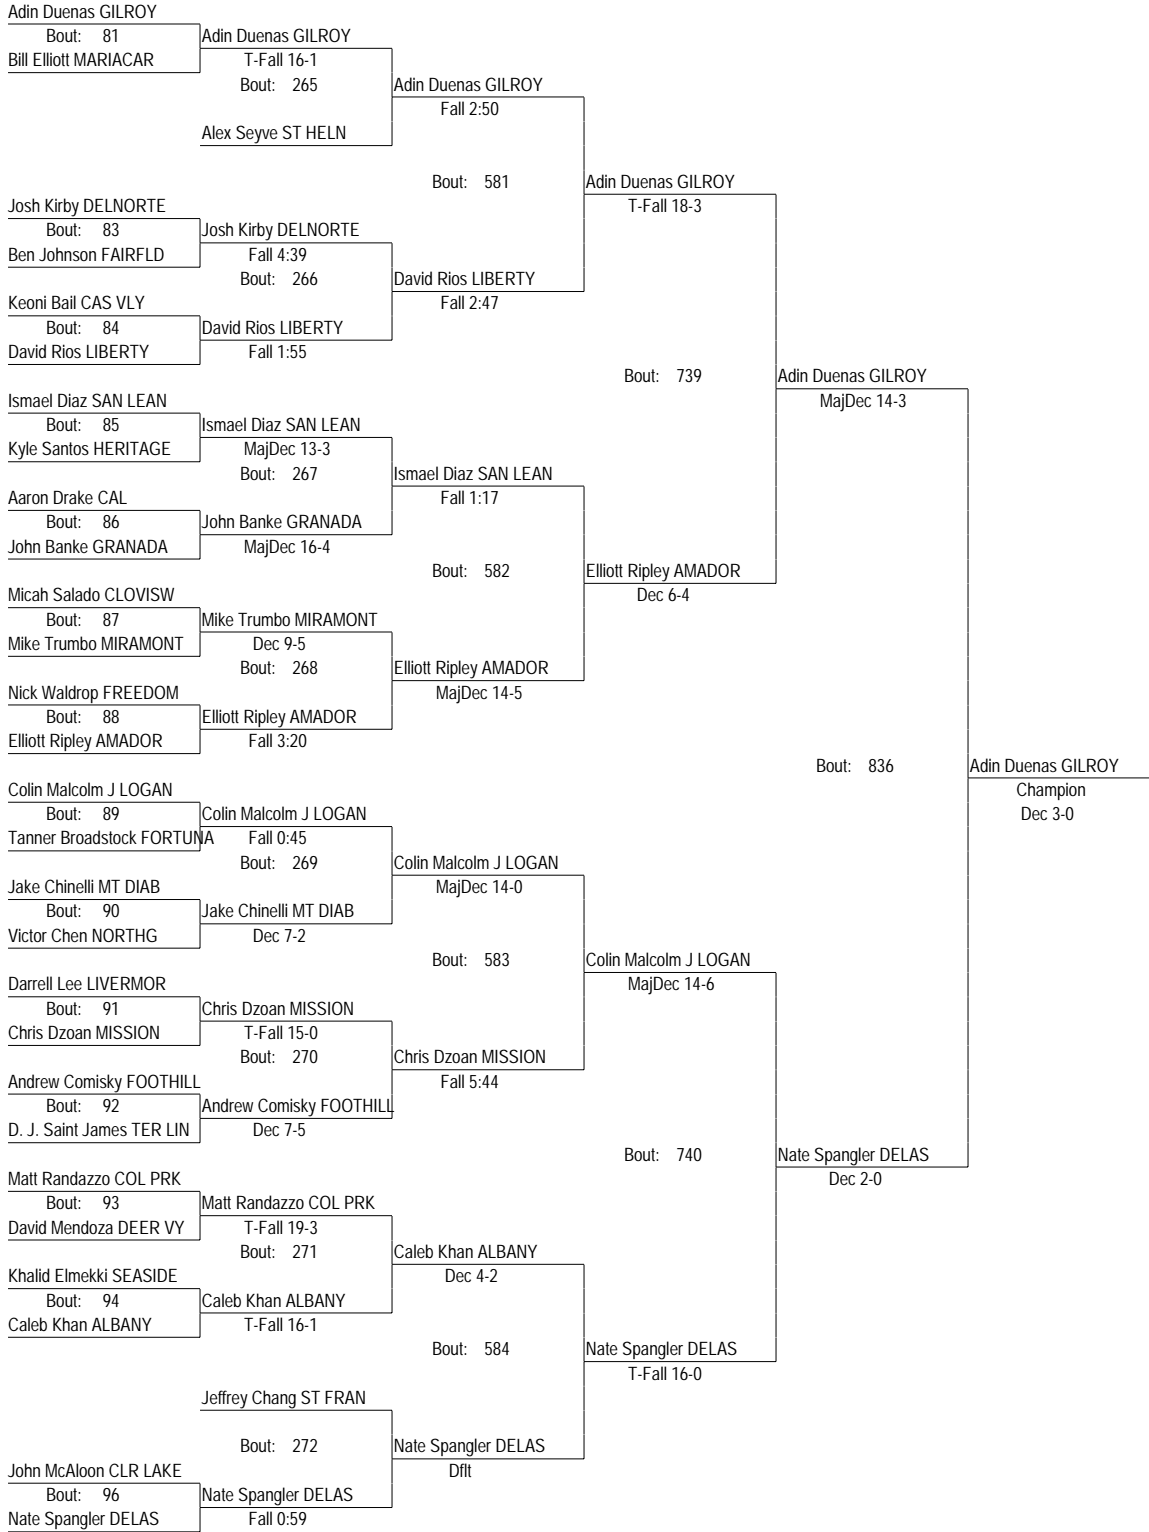 Adin Duenas GILROY
Bout: 81
Adin Duenas GILROY
Bill Elliott MARIACAR
T-Fall 16-1
Bout: 265
Adin Duenas GILROY
Fall 2:50
Alex Seyve ST HELN
Bout: 581
Adin Duenas GILROY
T-Fall 18-3
Josh Kirby DELNORTE
Bout: 83
Josh Kirby DELNORTE
Ben Johnson FAIRFLD
Fall 4:39
Bout: 266
David Rios LIBERTY
Fall 2:47
Keoni Bail CAS VLY
Bout: 84
David Rios LIBERTY
David Rios LIBERTY
Fall 1:55
Bout: 739
Adin Duenas GILROY
MajDec 14-3
Ismael Diaz SAN LEAN
Bout: 85
Ismael Diaz SAN LEAN
Kyle Santos HERITAGE
MajDec 13-3
Bout: 267
Ismael Diaz SAN LEAN
Fall 1:17
Aaron Drake CAL
Bout: 86
John Banke GRANADA
John Banke GRANADA
MajDec 16-4
Bout: 582
Elliott Ripley AMADOR
Dec 6-4
Micah Salado CLOVISW
Bout: 87
Mike Trumbo MIRAMONT
Mike Trumbo MIRAMONT
Dec 9-5
Bout: 268
Elliott Ripley AMADOR
MajDec 14-5
Nick Waldrop FREEDOM
Bout: 88
Elliott Ripley AMADOR
Elliott Ripley AMADOR
Fall 3:20
Bout: 836
Adin Duenas GILROY
Champion
Dec 3-0
Colin Malcolm J LOGAN
Bout: 89
Colin Malcolm J LOGAN
Tanner Broadstock FORTUNA
Fall 0:45
Bout: 269
Colin Malcolm J LOGAN
MajDec 14-0
Jake Chinelli MT DIAB
Bout: 90
Jake Chinelli MT DIAB
Victor Chen NORTHG
Dec 7-2
Bout: 583
Colin Malcolm J LOGAN
MajDec 14-6
Darrell Lee LIVERMOR
Bout: 91
Chris Dzoan MISSION
Chris Dzoan MISSION
T-Fall 15-0
Bout: 270
Chris Dzoan MISSION
Fall 5:44
Andrew Comisky FOOTHILL
Bout: 92
Andrew Comisky FOOTHILL
D. J. Saint James TER LIN
Dec 7-5
Bout: 740
Nate Spangler DELAS
Dec 2-0
Matt Randazzo COL PRK
Bout: 93
Matt Randazzo COL PRK
David Mendoza DEER VY
T-Fall 19-3
Bout: 271
Caleb Khan ALBANY
Dec 4-2
Khalid Elmekki SEASIDE
Bout: 94
Caleb Khan ALBANY
Caleb Khan ALBANY
T-Fall 16-1
Bout: 584
Nate Spangler DELAS
T-Fall 16-0
Jeffrey Chang ST FRAN
Bout: 272
Nate Spangler DELAS
Dflt
John McAloon CLR LAKE
Bout: 96
Nate Spangler DELAS
Nate Spangler DELAS
Fall 0:59